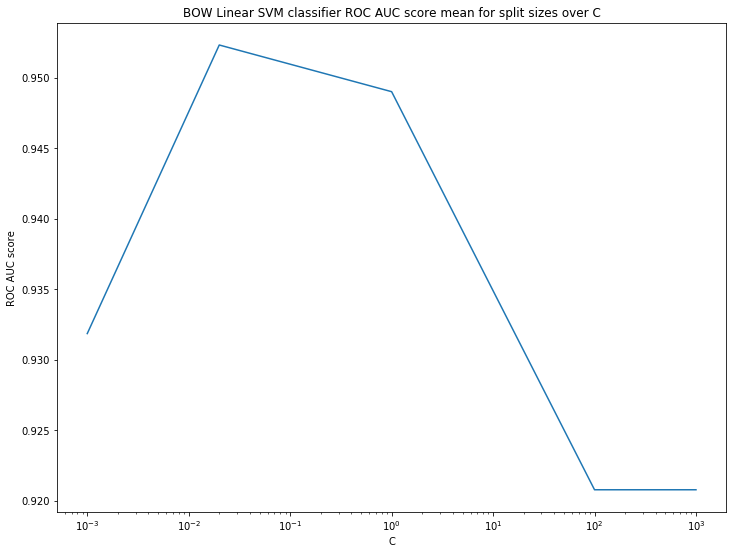 BOW Linear SVM classifier ROC AUC score mean for split sizes over C
0.950
0.945
0.940
0.935
0.930
0.925
0.920
ROC AUC score
10⁻³ 10⁻² 10⁻¹ 10⁰ 10¹ 10² 10³
C